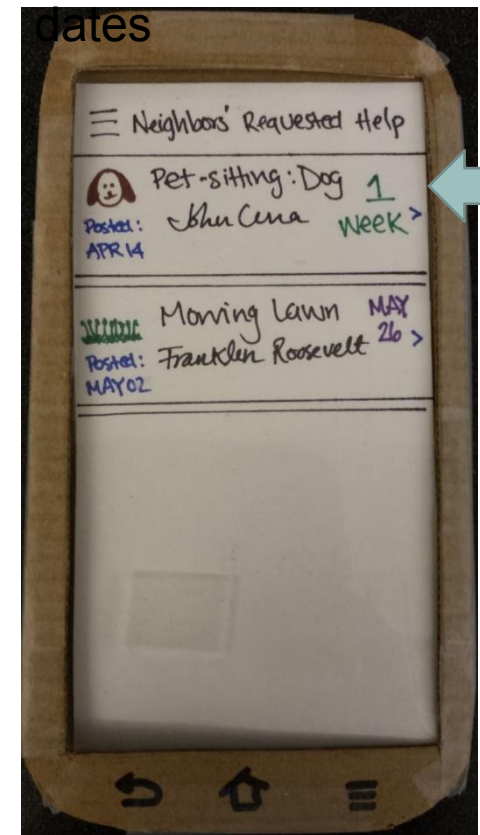 dates
Neighbors' Requested Help
Pet-sitting: Dog
1
John Cena
Week >
Posted:
APR 14
Mowing Lawn
MAY
26 >
Franklin Roosevelt
Posted:
MAY 02